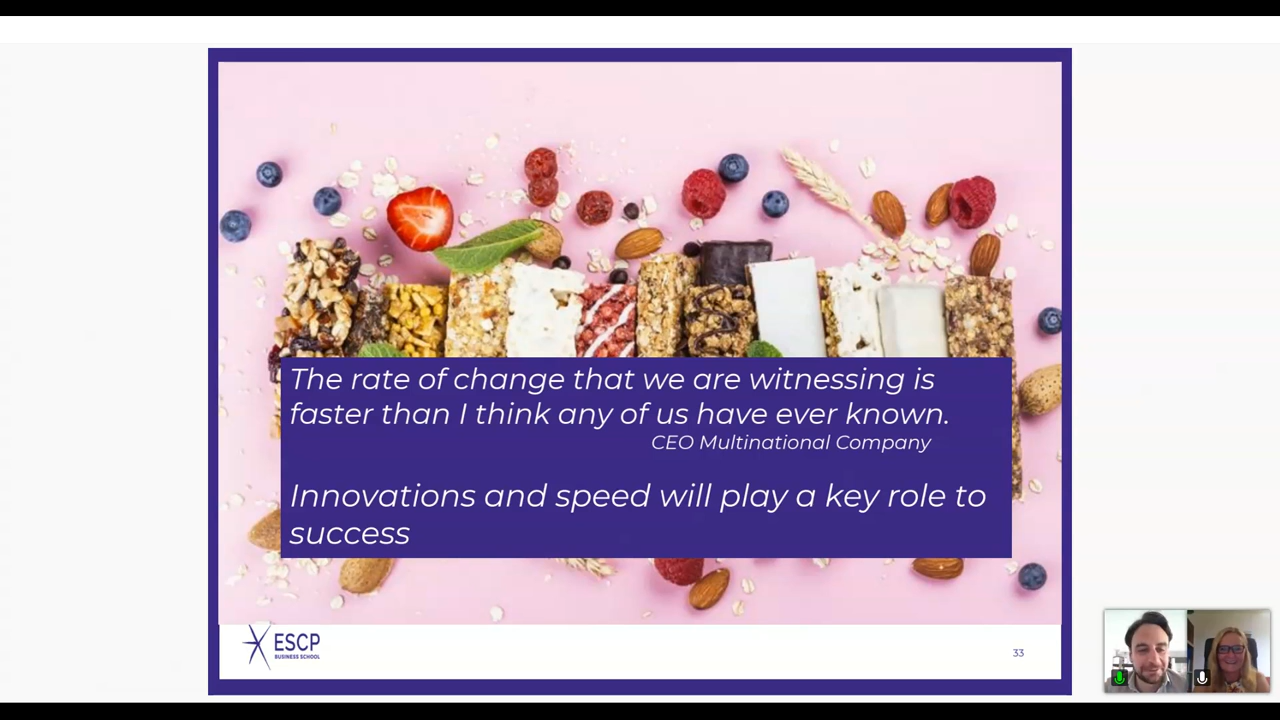 The rate of change that we are witnessing is
faster than I think any of us have ever known.
CEO Multinational Company
Innovations and speed will play a key role to
success
ESCP
BUSINESS SCHOOL
33